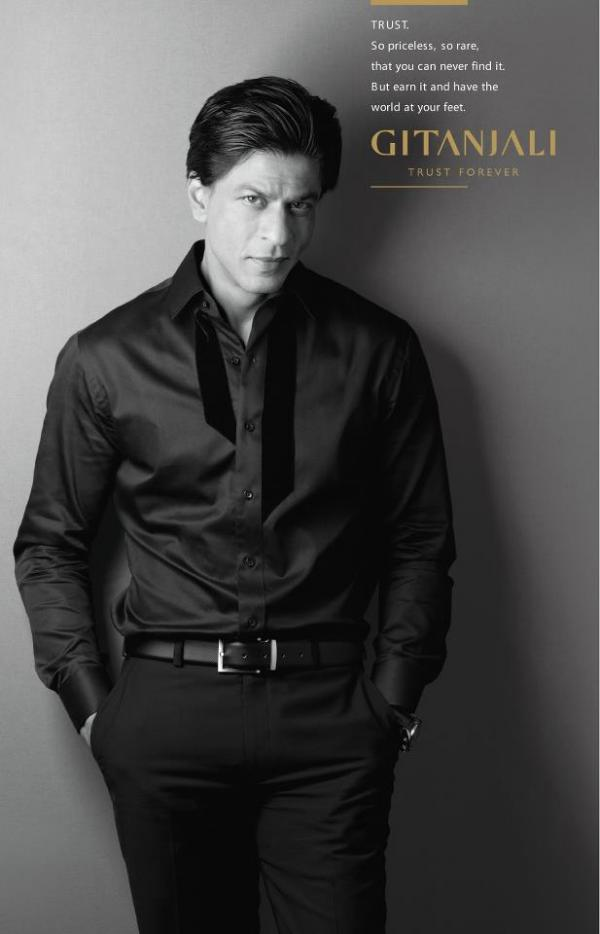 TRUST.
So priceless, so rare,
that you can never find it.
But earn it and have the
world at your feet.
GITANJALI
TRUST FOREVER